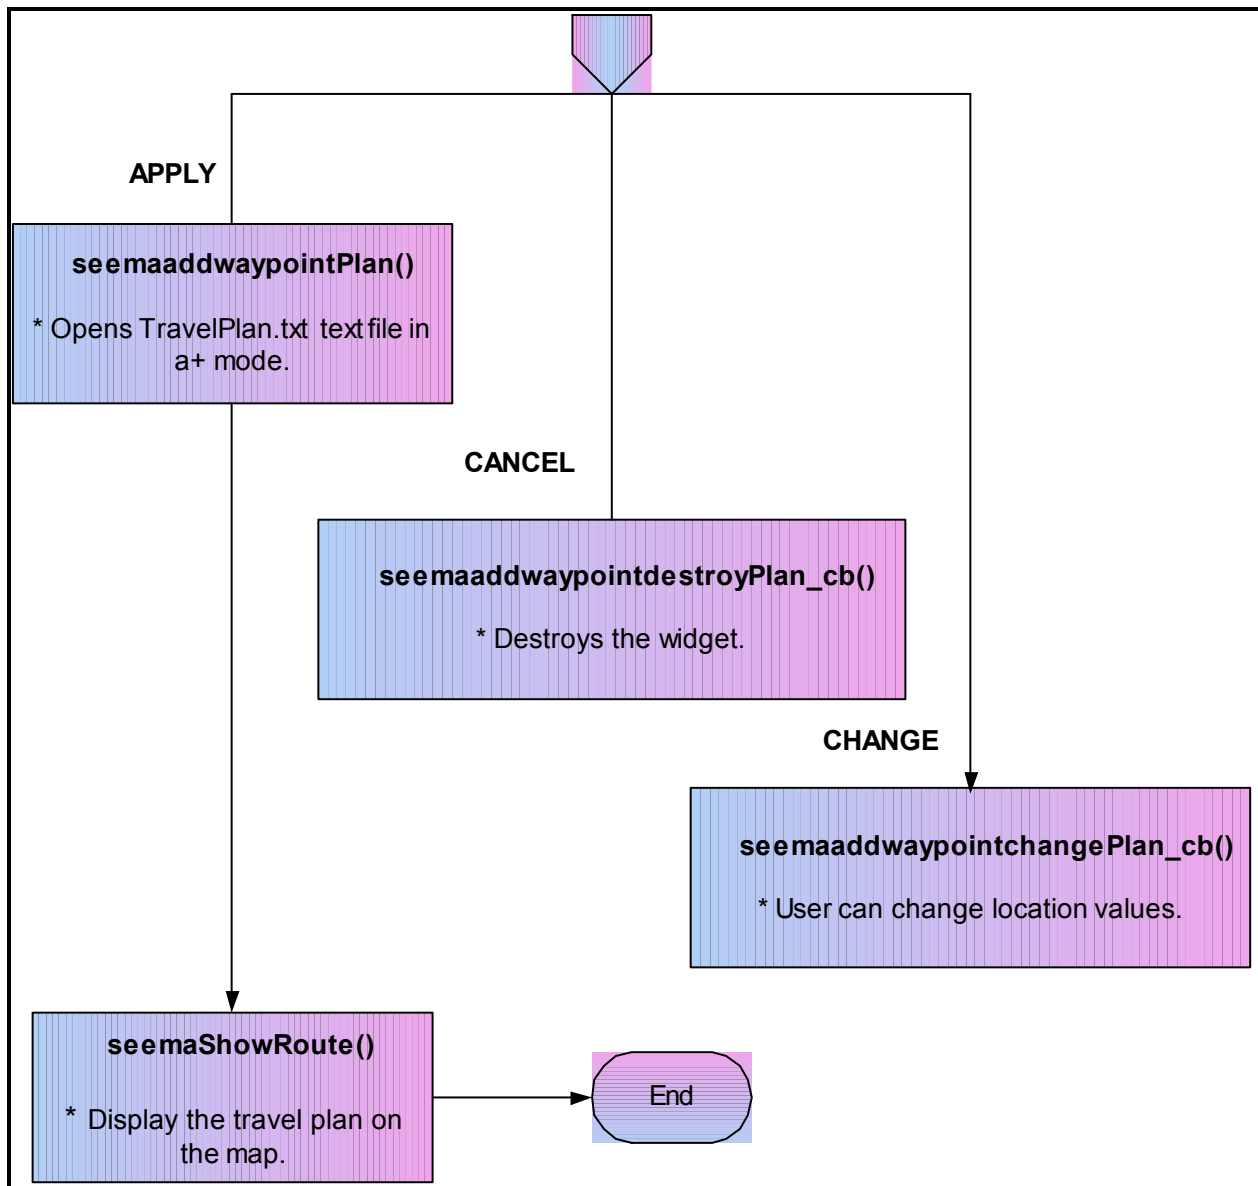 APPLY
seemaaddwaypointPlan()
* Opens TravelPlan.txt text file in
a+ mode.
CANCEL
seemaaddwaypointdestroyPlan_cb()
* Destroys the widget.
CHANGE
seemaaddwaypointchangePlan_cb()
* User can change location values.
seemaShowRoute()
* Display the travel plan on
the map.
End